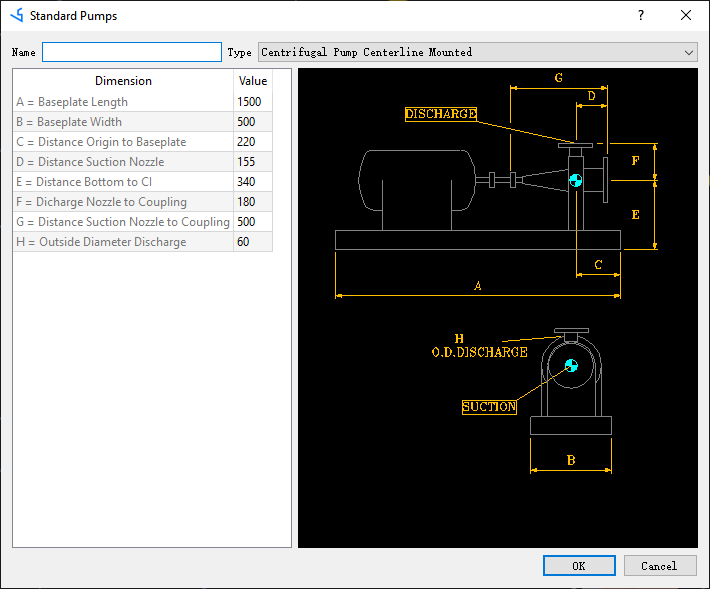 Standard Pumps
?
Name
Type Centrifugal Pump Centerline Mounted
Dimension Value
A = Baseplate Length 1500
B = Baseplate Width 500
C = Distance Origin to Baseplate 220
D = Distance Suction Nozzle 155
E = Distance Bottom to Cl 340
F = Dicharge Nozzle to Coupling 180
G = Distance Suction Nozzle to Coupling 500
H = Outside Diameter Discharge 60
G
D
DISCHARGE
F
E
C
A
H
O.D.DISCHARGE
SUCTION
B
OK Cancel